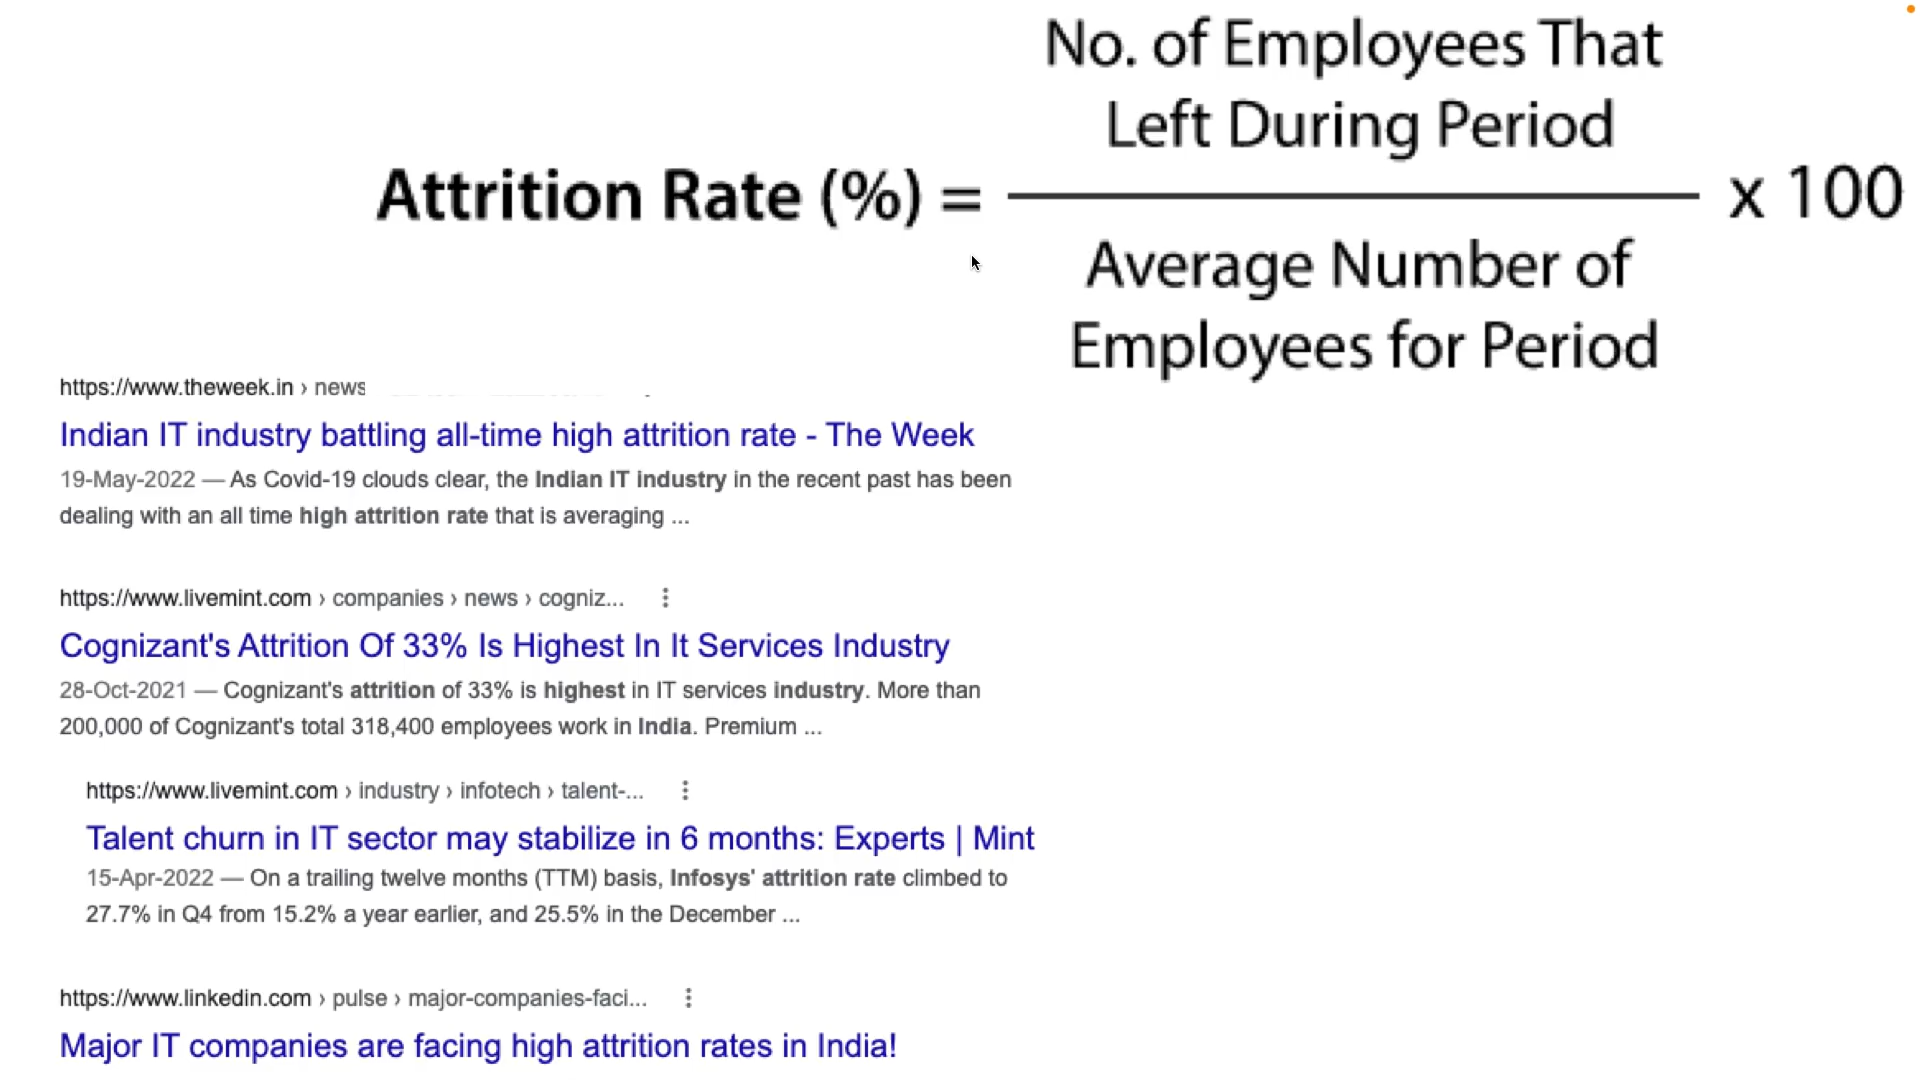 No. of Employees That
Left During Period
Attrition Rate (%) = x 100
Average Number of
Employees for Period
https://www.theweek.in › news
Indian IT industry battling all-time high attrition rate - The Week
19-May-2022 — As Covid-19 clouds clear, the Indian IT industry in the recent past has been
dealing with an all time high attrition rate that is averaging ...
https://www.livemint.com › companies › news › cogniz...
Cognizant's Attrition Of 33% Is Highest In It Services Industry
28-Oct-2021 — Cognizant's attrition of 33% is highest in IT services industry. More than
200,000 of Cognizant's total 318,400 employees work in India. Premium ...
https://www.livemint.com › industry › infotech › talent-...
Talent churn in IT sector may stabilize in 6 months: Experts | Mint
15-Apr-2022 — On a trailing twelve months (TTM) basis, Infosys' attrition rate climbed to
27.7% in Q4 from 15.2% a year earlier, and 25.5% in the December ...
https://www.linkedin.com › pulse › major-companies-faci...
Major IT companies are facing high attrition rates in India!